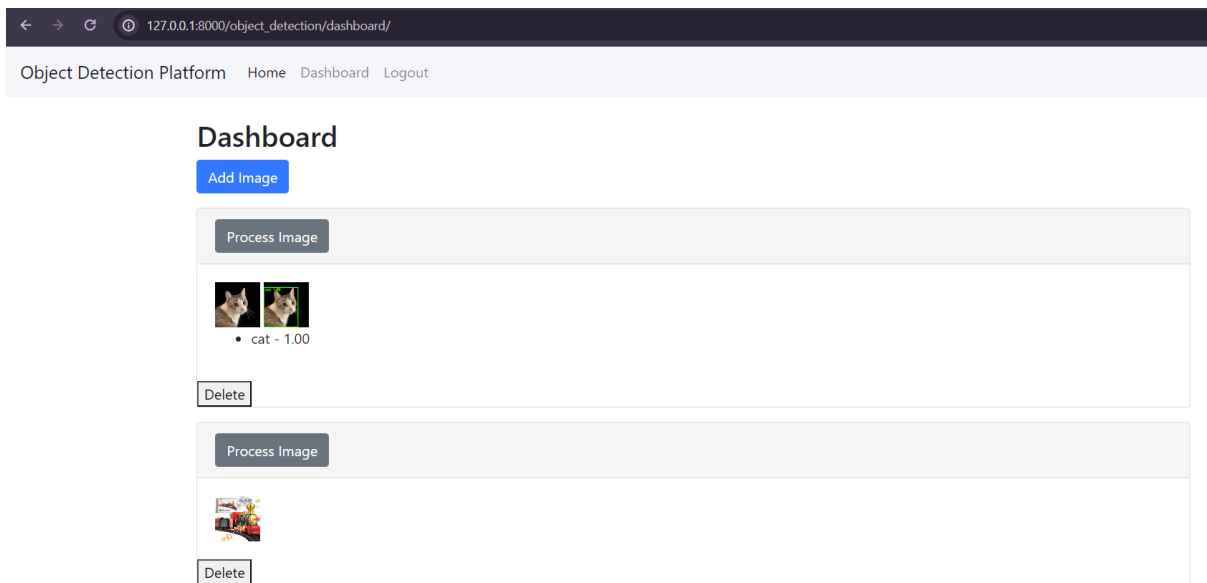 127.0.0.1:8000/object_detection/dashboard/
Object Detection Platform Home Dashboard Logout
Dashboard
Add Image
Process Image
cat - 1.00
Delete
Process Image
Delete